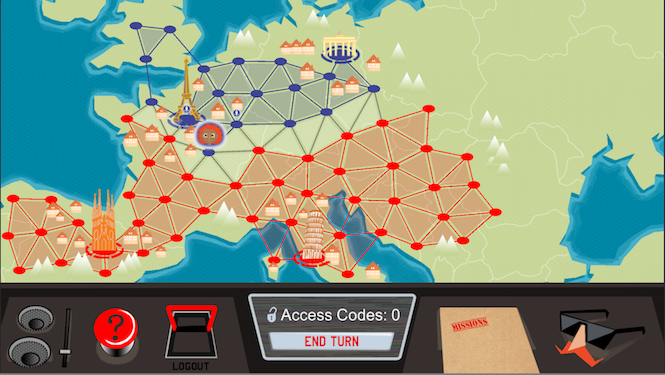 ?
Access Codes: 0
END TURN
LOGOUT
MISSIONS